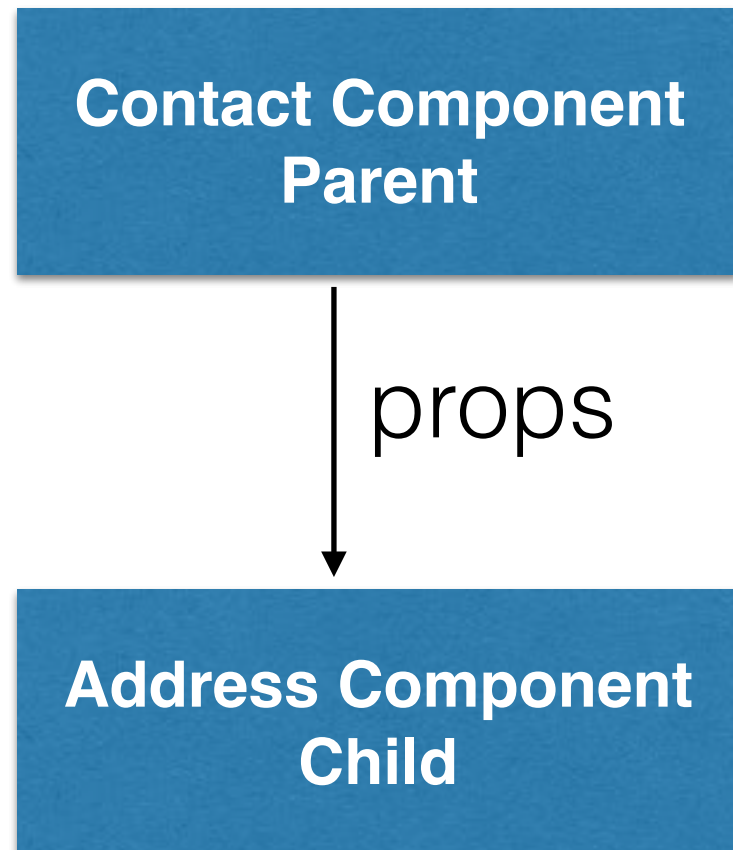 Contact Component
Parent
props
Address Component
Child